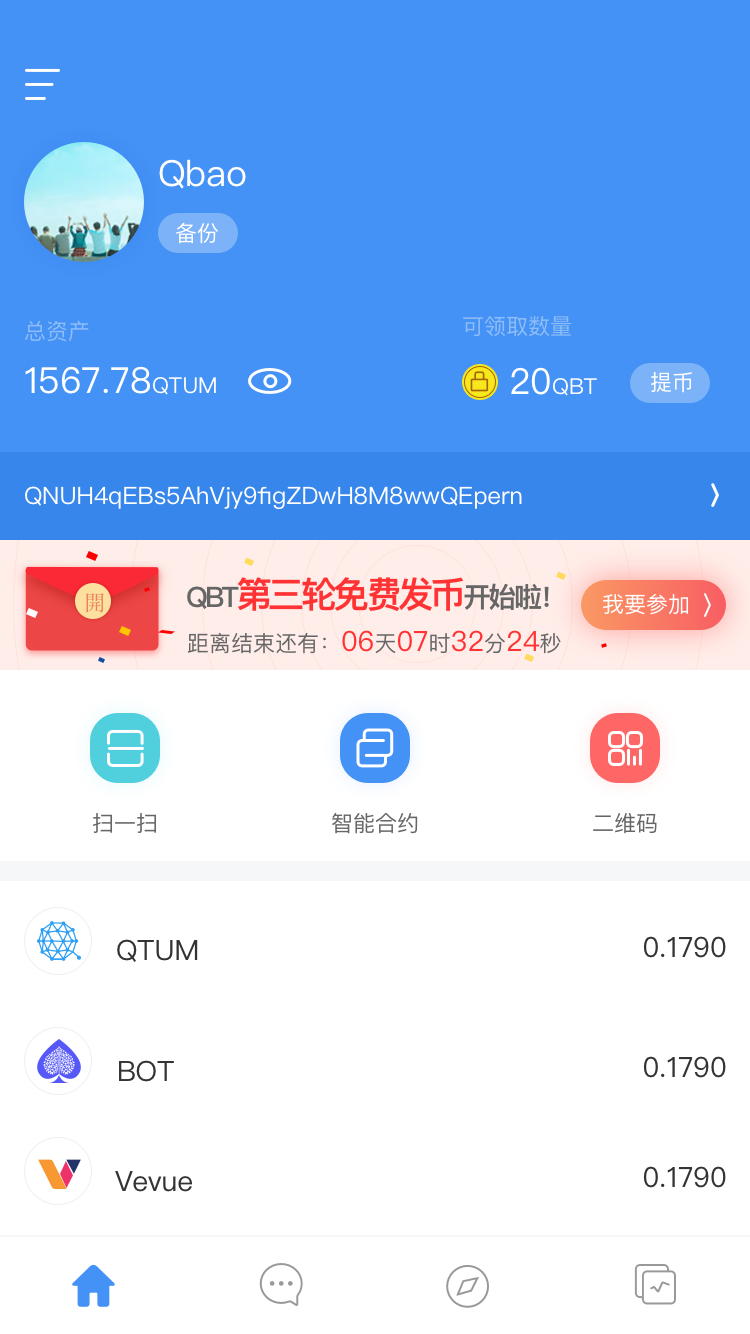 Qbao
备份
总资产
可领取数量
1567.78QTUM
20QBT
提币
QNUH4qEBs5AhVjy9figZDwH8M8wwQEpern
開
QBT第三轮免费发币开始啦!
距离结束还有：06天07时32分24秒
我要参加
扫一扫
智能合约
二维码
QTUM
0.1790
BOT
0.1790
Vevue
0.1790